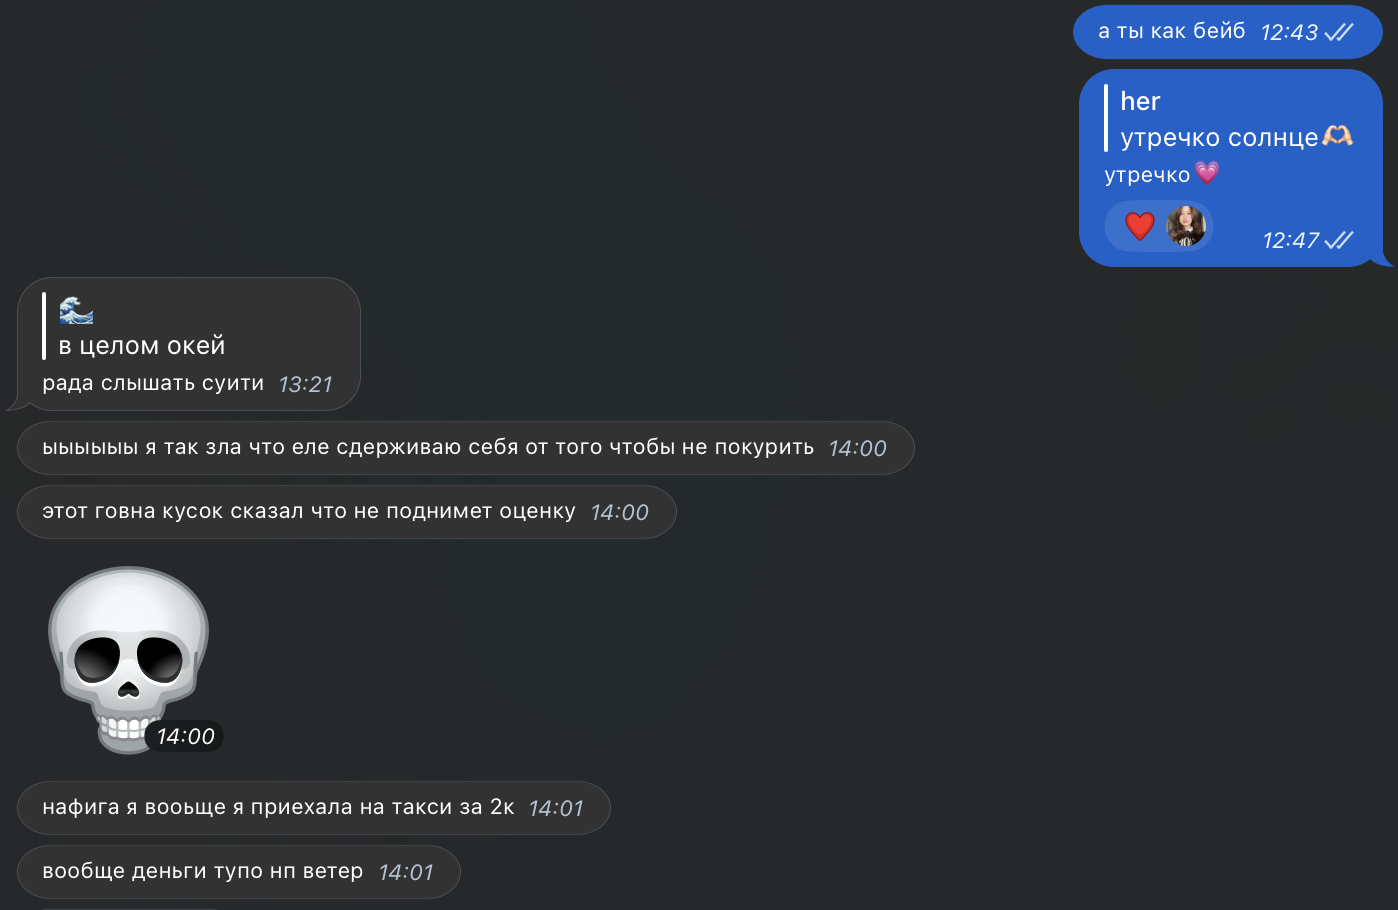 а ты как бейб 12:43
her
утречко солнце🫶🏻
утречко💗
12:47
🌊
в целом окей
рада слышать суити 13:21
ыыыыыы я так зла что еле сдерживаю себя от того чтобы не покурить 14:00
этот говна кусок сказал что не поднимет оценку 14:00
14:00
нафига я вооьще я приехала на такси за 2к 14:01
вообще деньги тупо нп ветер 14:01